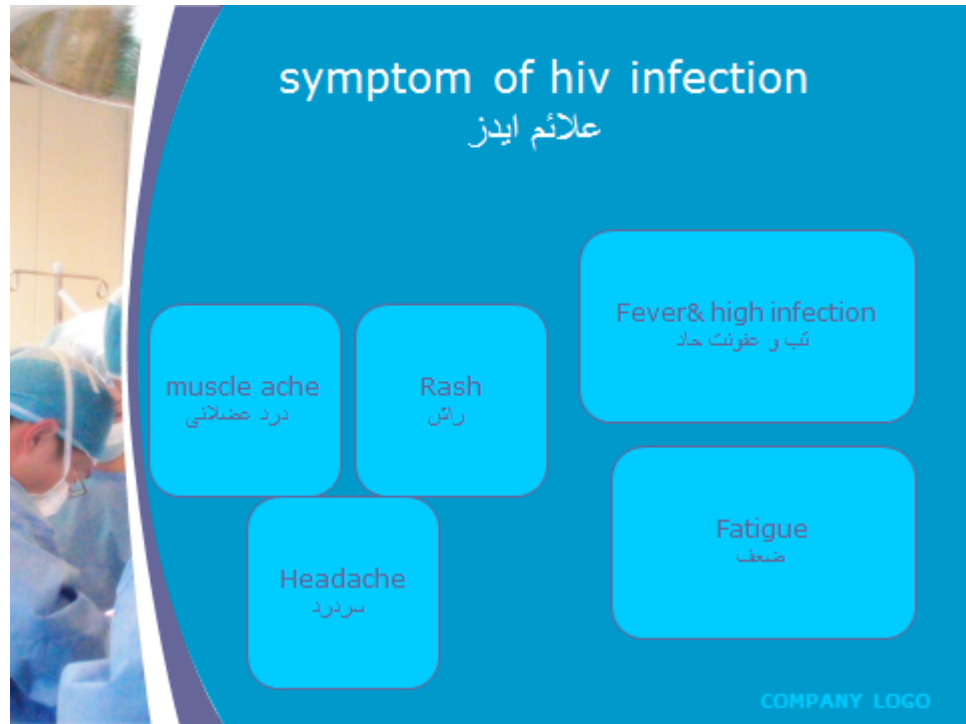 symptom of hiv infection
علائم ایدز
Fever& high infection
تب و عفونت حاد
muscle ache
درد عضلانی
Rash
راش
Fatigue
ضعف
Headache
سردرد
COMPANY LOGO